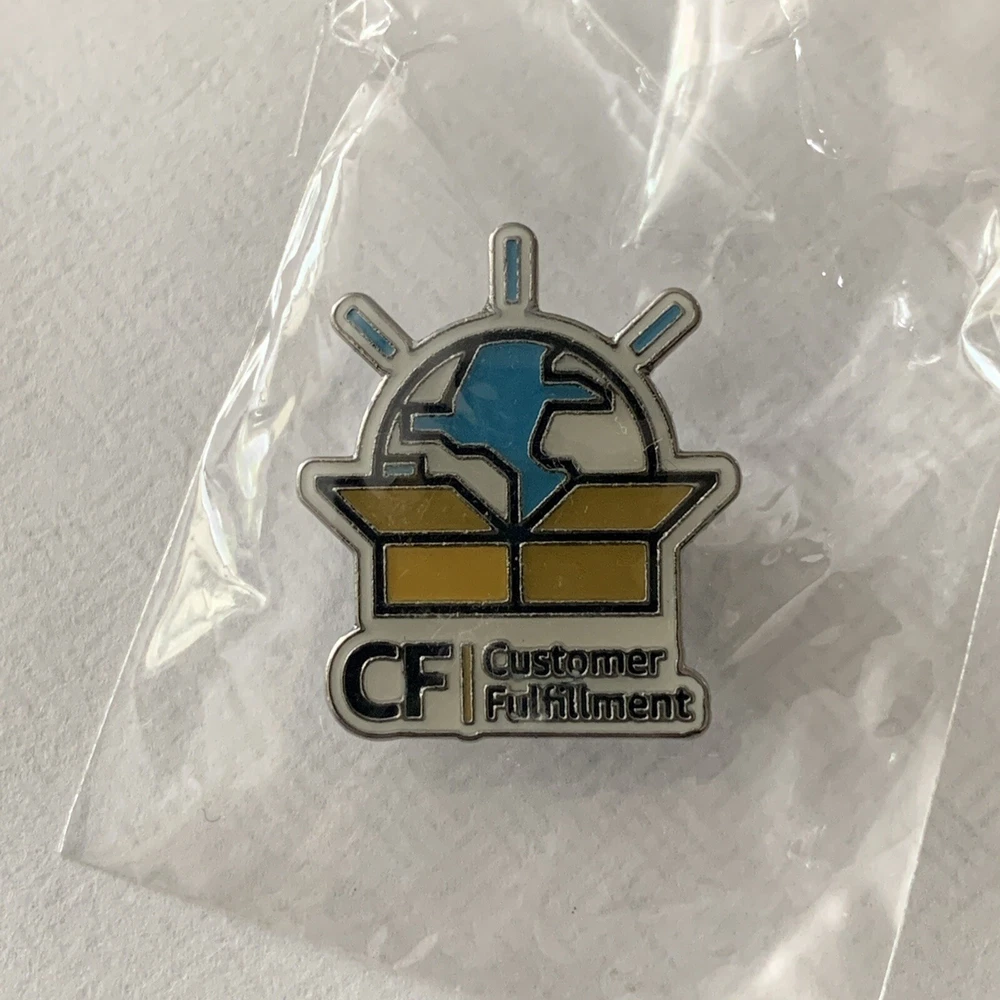 CF | Customer
Fulfillment